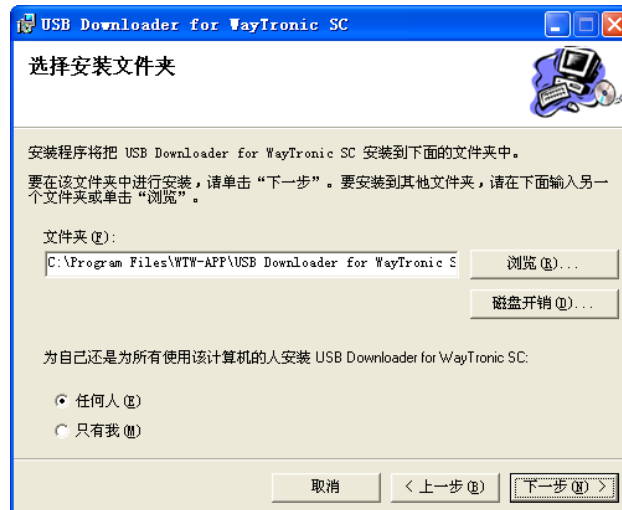 USB Downloader for WayTronic SC
选择安装文件夹
安装程序将把 USB Downloader for WayTronic SC 安装到下面的文件夹中。
要在该文件夹中进行安装，请单击“下一步”。要安装到其他文件夹，请在下面输入另一
个文件夹或单击“浏览”。
文件夹(F):
C:\Program Files\WTW-APP\USB Downloader for WayTronic S
浏览(R)...
磁盘开销(D)...
为自己还是为所有使用该计算机的人安装 USB Downloader for WayTronic SC:
任何人(E)
只有我(M)
取消
< 上一步(B)
下一步(N) >